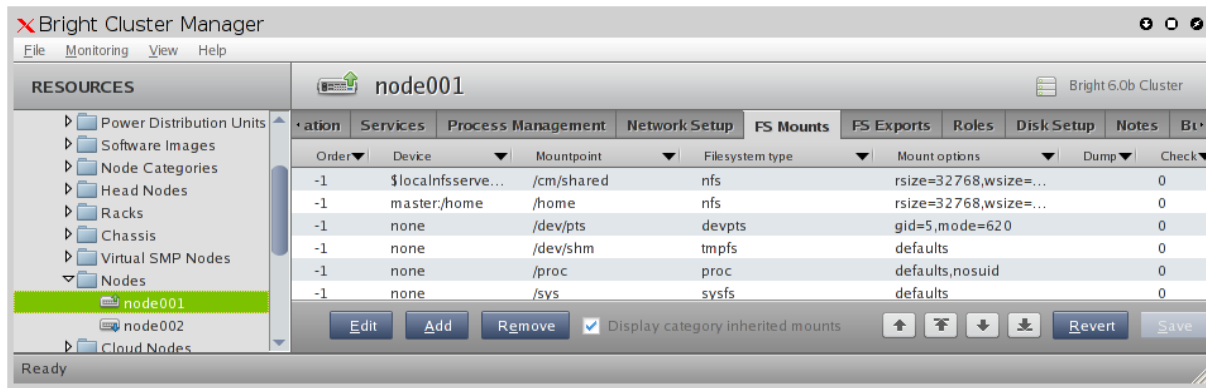 Bright Cluster Manager
File Monitoring View Help
RESOURCES
node001
Bright 6.0b Cluster
Power Distribution Units
Software Images
Node Categories
Head Nodes
Racks
Chassis
Virtual SMP Nodes
Nodes
node001
node002
Cloud Nodes
ation Services Process Management Network Setup FS Mounts FS Exports Roles Disk Setup Notes Bu
Order Device Mountpoint Filesystem type Mount options Dump Check
-1 $localnfsserve... /cm/shared nfs rsize=32768,wsize=... 0
-1 master:/home /home nfs rsize=32768,wsize=... 0
-1 none /dev/pts devpts gid=5,mode=620 0
-1 none /dev/shm tmpfs defaults 0
-1 none /proc proc defaults,nosuid 0
-1 none /sys sysfs defaults 0
Edit Add Remove Display category inherited mounts Revert Save
Ready